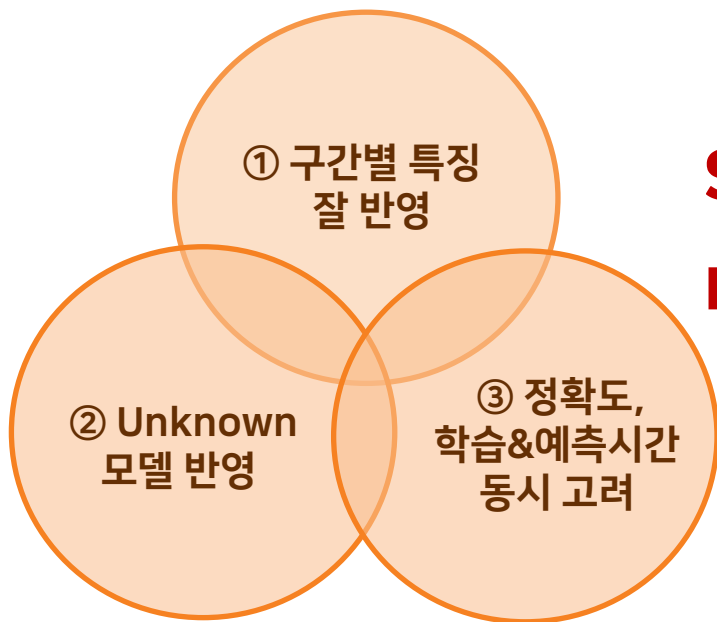 ① 구간별 특징
잘 반영
② Unknown
모델 반영
③ 정확도,
학습&예측시간
동시 고려